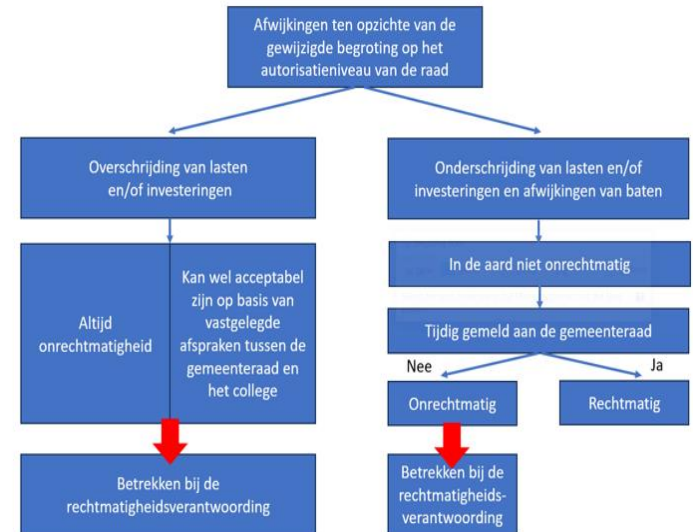 Afwijkingen ten opzichte van de
gewijzigde begroting op het
autorisatieniveau van de raad
Overschrijding van lasten
en/of investeringen
Onderschrijding van lasten en/of
investeringen en afwijkingen van baten
Altijd
onrechtmatigheid
Kan wel acceptabel
zijn op basis van
vastgelegde
afspraken tussen de
gemeenteraad en
het college
In de aard niet onrechtmatig
Tijdig gemeld aan de gemeenteraad
Nee
Ja
Onrechtmatig
Rechtmatig
Betrekken bij de
rechtmatigheidsverantwoording
Betrekken bij de
rechtmatigheids-
verantwoording